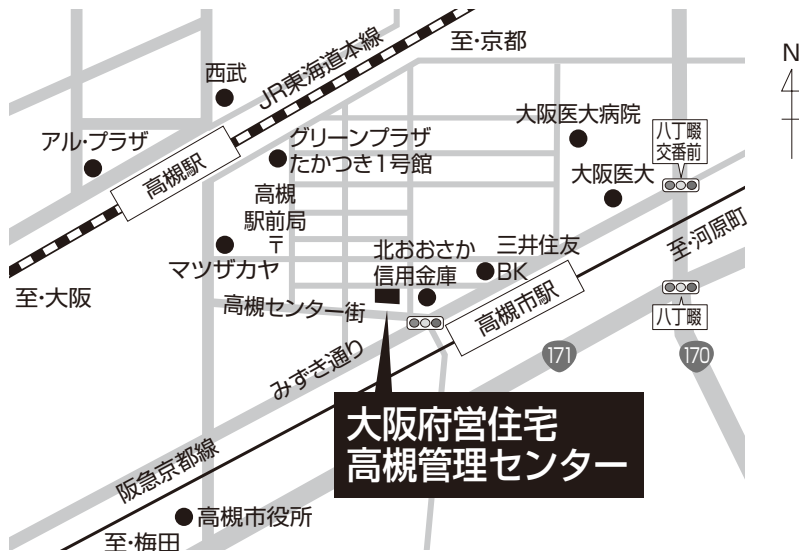 至・京都
JR東海道本線
西武
N
大阪医大病院
八丁畷
交番前
アル・プラザ
高槻駅
グリーンプラザ
たかつき1号館
大阪医大
高槻
駅前局
〒
マツザカヤ
北おおさか
信用金庫
三井住友
BK
至・河原町
至・大阪
高槻センター街
高槻市駅
八丁畷
みずき通り
171
170
大阪府営住宅
高槻管理センター
阪急京都線
高槻市役所
至・梅田